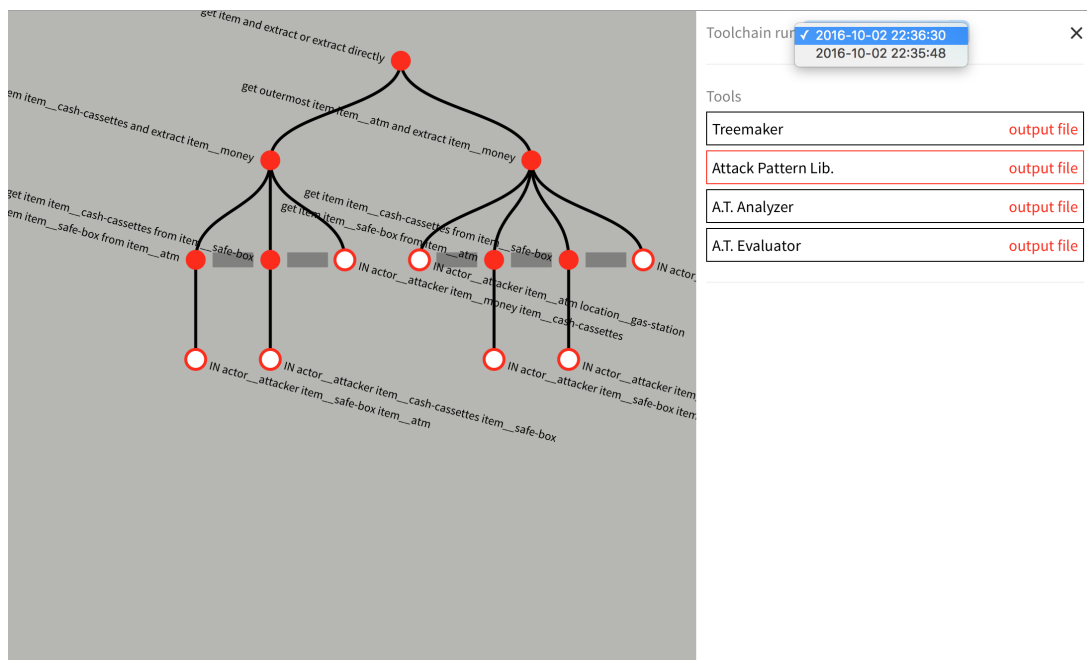 get item and extract or extract directly
get outermost item item__atm and extract item__money
em item__cash-cassettes and extract item__money
get item item__cash-cassettes from item__safe-box
em item__safe-box from item__atm
get item item__cash-cassettes from item__safe-box
get item item__safe-box from item__atm
IN actor__attacker item__money item__cash-cassettes
IN actor__attacker item__atm location__gas-station
IN actor_
IN actor__attacker item__safe-box item__atm
IN actor__attacker item__cash-cassettes item__safe-box
IN actor__attacker item__safe-box item
IN actor__attacker item_
Toolchain run
✓ 2016-10-02 22:36:30
2016-10-02 22:35:48
✕
Tools
Treemaker output file
Attack Pattern Lib. output file
A.T. Analyzer output file
A.T. Evaluator output file